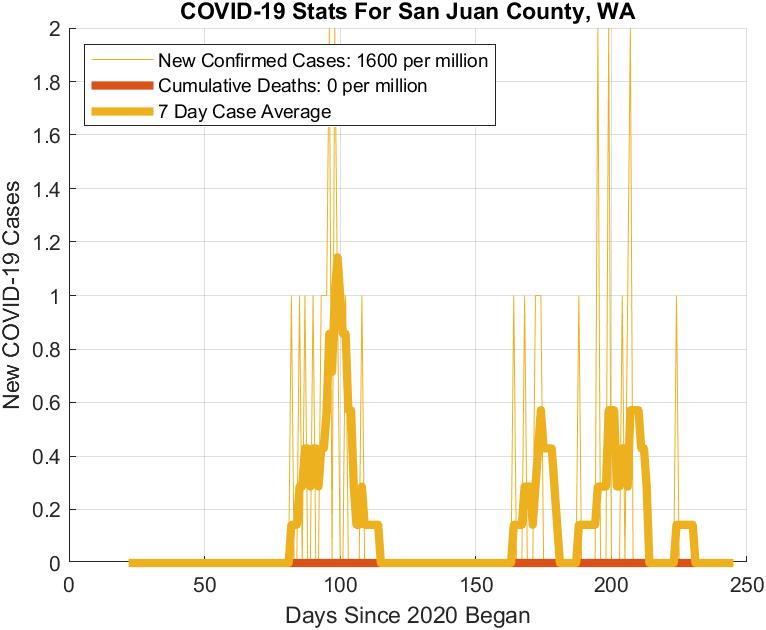 COVID-19 Stats For San Juan County, WA
New Confirmed Cases: 1600 per million
Cumulative Deaths: 0 per million
7 Day Case Average
New COVID-19 Cases
2
1.8
1.6
1.4
1.2
1
0.8
0.6
0.4
0.2
0
0 50 100 150 200 250
Days Since 2020 Began